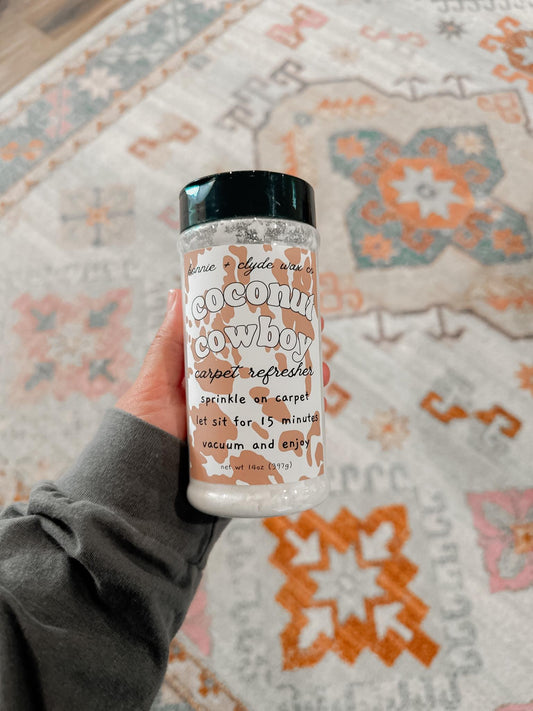 bonnie + clyde wax co
coconut
cowboy
carpet refresher
sprinkle on carpet
let sit for 15 minutes
vacuum and enjoy
net wt 14oz (397g)